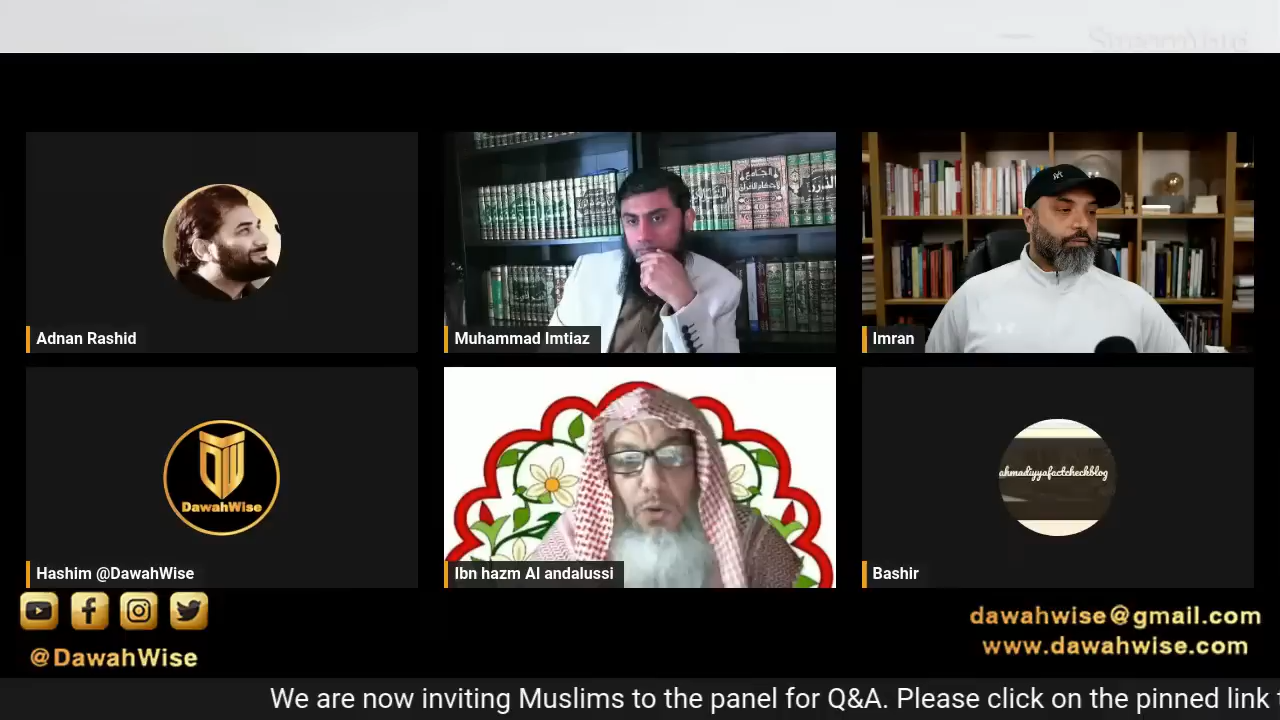 StreamYard
Adnan Rashid
Muhammad Imtiaz
Imran
DawahWise
ahmadiyyafactcheckblog
Hashim @DawahWise
Ibn hazm Al andalussi
Bashir
@DawahWise
dawahwise@gmail.com
www.dawahwise.com
We are now inviting Muslims to the panel for Q&A. Please click on the pinned link